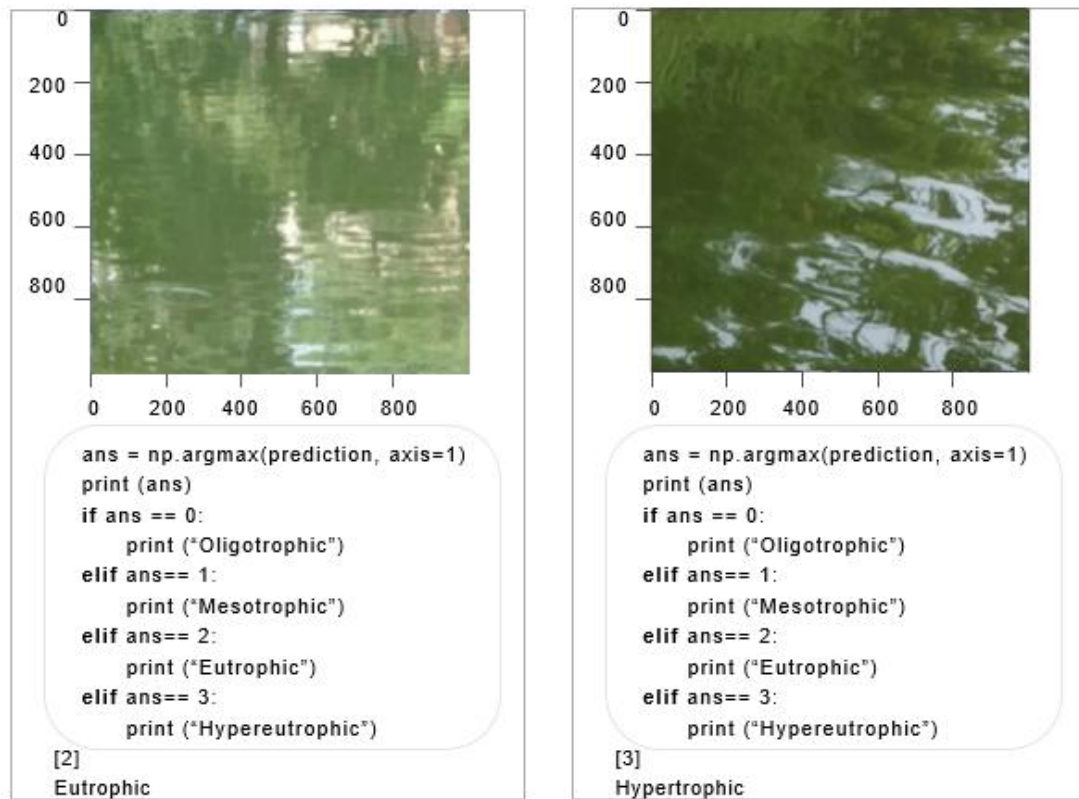 0
200
400
600
800
0 200 400 600 800
ans = np.argmax(prediction, axis=1)
print (ans)
if ans == 0:
print (“Oligotrophic”)
elif ans== 1:
print (“Mesotrophic”)
elif ans== 2:
print (“Eutrophic”)
elif ans== 3:
print (“Hypereutrophic”)
[2]
Eutrophic
0
200
400
600
800
0 200 400 600 800
ans = np.argmax(prediction, axis=1)
print (ans)
if ans == 0:
print (“Oligotrophic”)
elif ans== 1:
print (“Mesotrophic”)
elif ans== 2:
print (“Eutrophic”)
elif ans== 3:
print (“Hypereutrophic”)
[3]
Hypertrophic